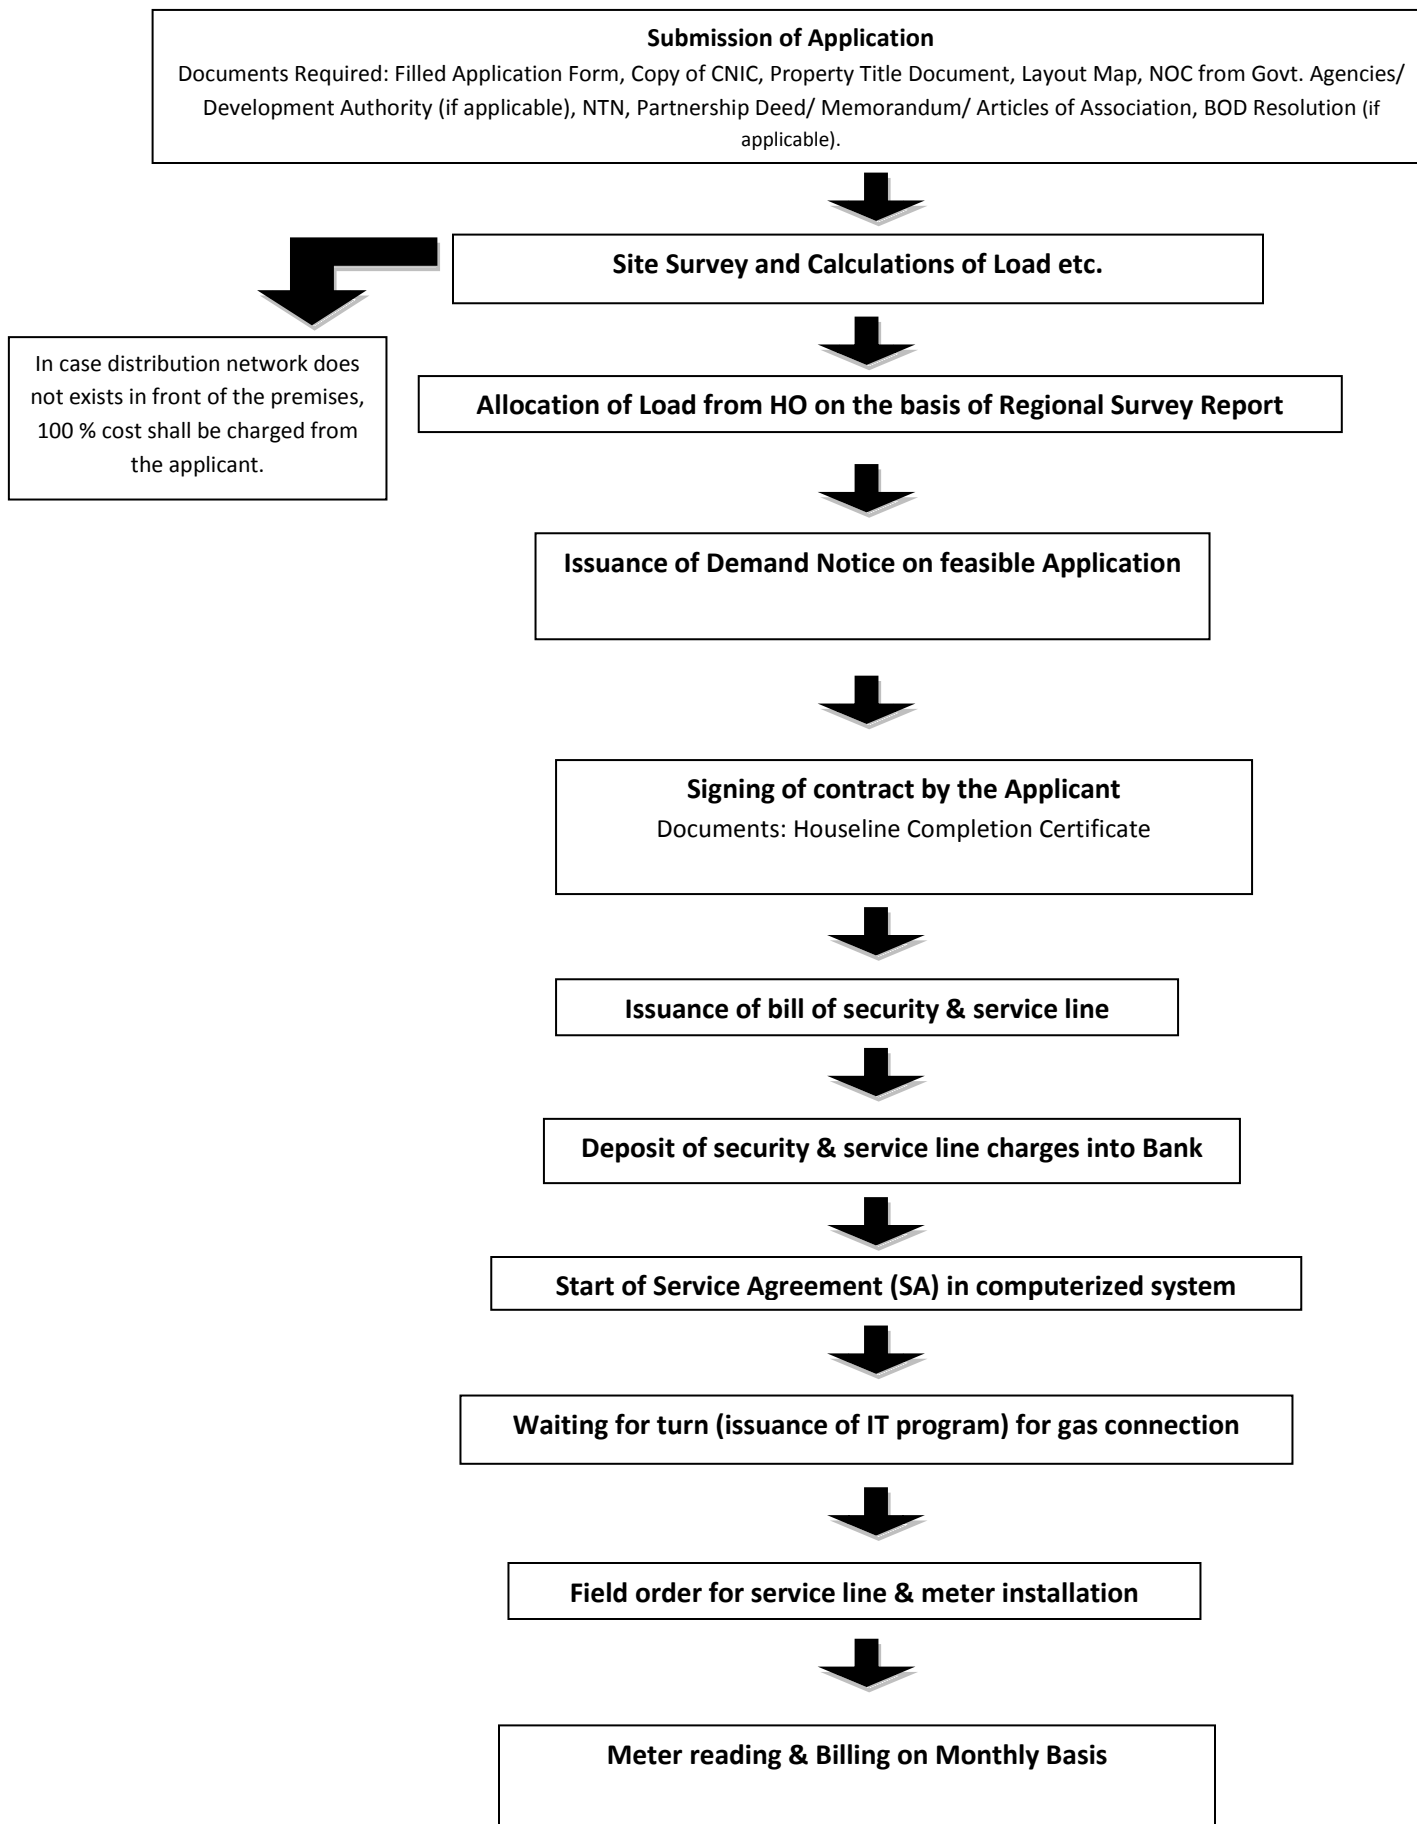 Submission of Application
Documents Required: Filled Application Form, Copy of CNIC, Property Title Document, Layout Map, NOC from Govt. Agencies/
Development Authority (if applicable), NTN, Partnership Deed/ Memorandum/ Articles of Association, BOD Resolution (if
applicable).
Site Survey and Calculations of Load etc.
In case distribution network does
not exists in front of the premises,
100 % cost shall be charged from
the applicant.
Allocation of Load from HO on the basis of Regional Survey Report
Issuance of Demand Notice on feasible Application
Signing of contract by the Applicant
Documents: Houseline Completion Certificate
Issuance of bill of security & service line
Deposit of security & service line charges into Bank
Start of Service Agreement (SA) in computerized system
Waiting for turn (issuance of IT program) for gas connection
Field order for service line & meter installation
Meter reading & Billing on Monthly Basis